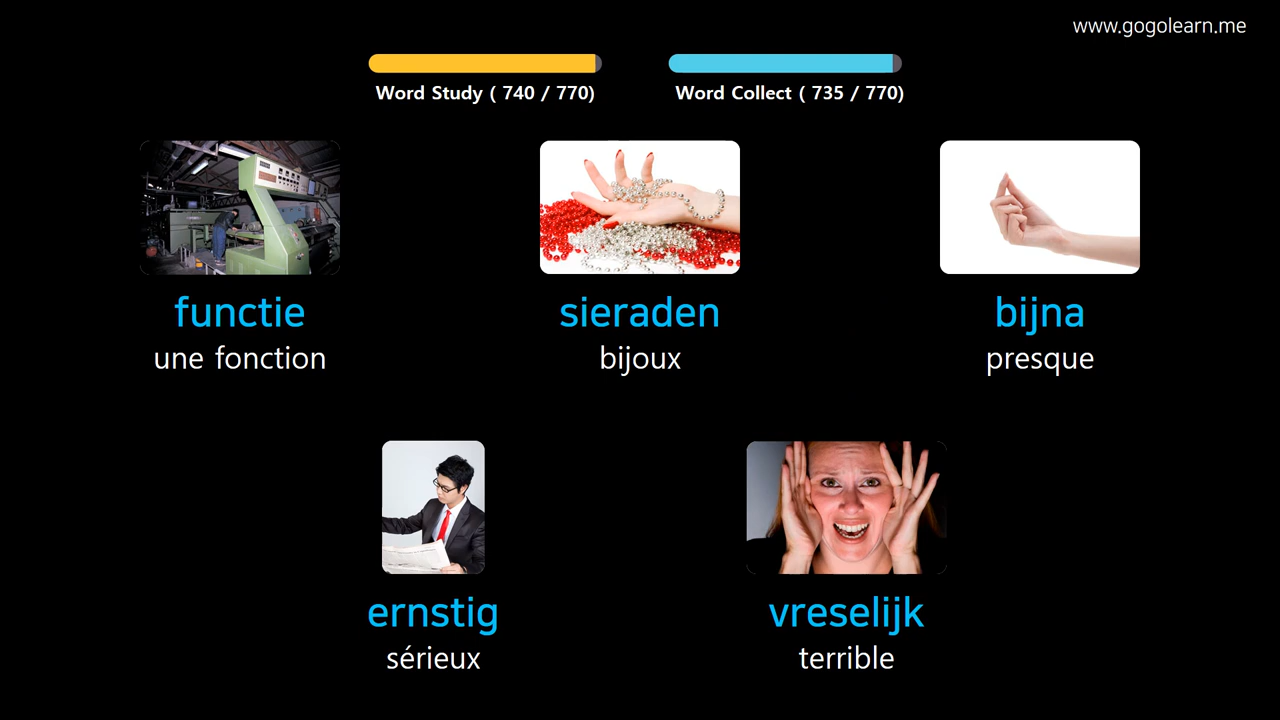 www.gogolearn.me
Word Study ( 740 / 770)
Word Collect ( 735 / 770)
functie
une fonction
sieraden
bijoux
bijna
presque
ernstig
sérieux
vreselijk
terrible